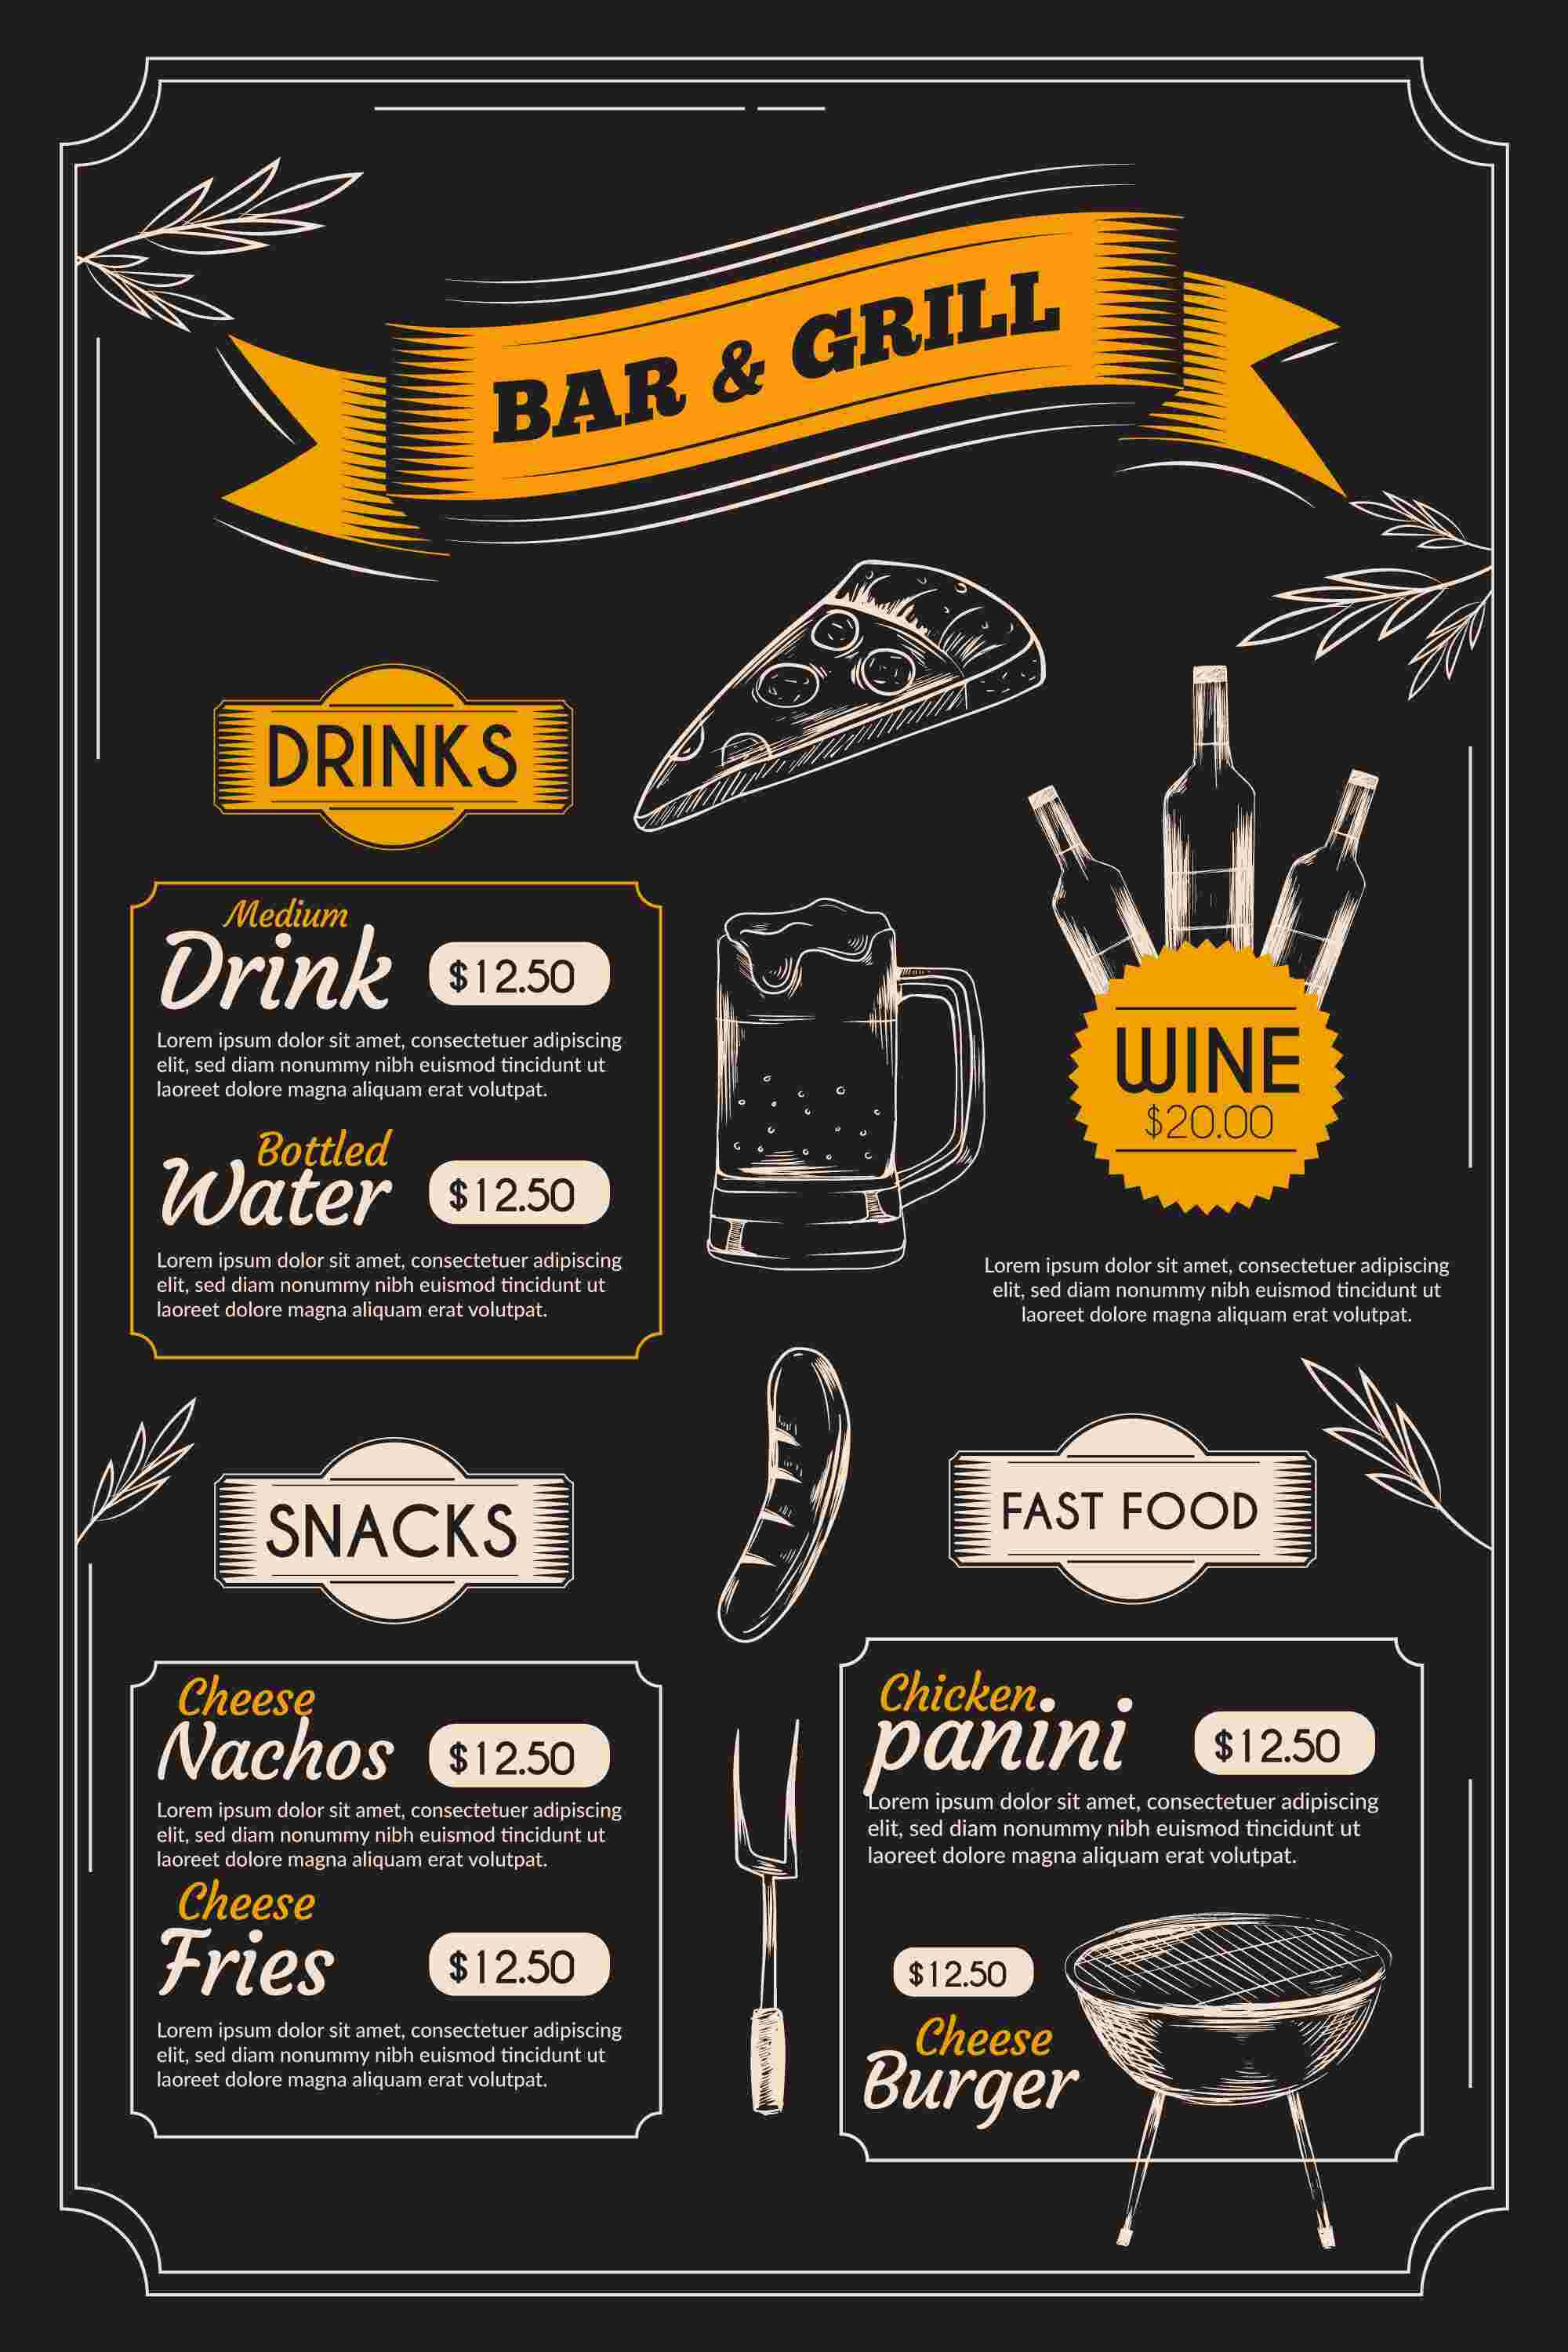 BAR & GRILL
DRINKS
Medium
Drink
$12.50
Lorem ipsum dolor sit amet, consectetuer adipiscing
elit, sed diam nonummy nibh euismod tincidunt ut
laoreet dolore magna aliquam erat volutpat.
Bottled
Water
$12.50
Lorem ipsum dolor sit amet, consectetuer adipiscing
elit, sed diam nonummy nibh euismod tincidunt ut
laoreet dolore magna aliquam erat volutpat.
WINE
$20.00
Lorem ipsum dolor sit amet, consectetuer adipiscing
elit, sed diam nonummy nibh euismod tincidunt ut
laoreet dolore magna aliquam erat volutpat.
SNACKS
Cheese
Nachos
$12.50
Lorem ipsum dolor sit amet, consectetuer adipiscing
elit, sed diam nonummy nibh euismod tincidunt ut
laoreet dolore magna aliquam erat volutpat.
Cheese
Fries
$12.50
Lorem ipsum dolor sit amet, consectetuer adipiscing
elit, sed diam nonummy nibh euismod tincidunt ut
laoreet dolore magna aliquam erat volutpat.
FAST FOOD
Chicken
panini
$12.50
Lorem ipsum dolor sit amet, consectetuer adipiscing
elit, sed diam nonummy nibh euismod tincidunt ut
laoreet dolore magna aliquam erat volutpat.
$12.50
Cheese
Burger